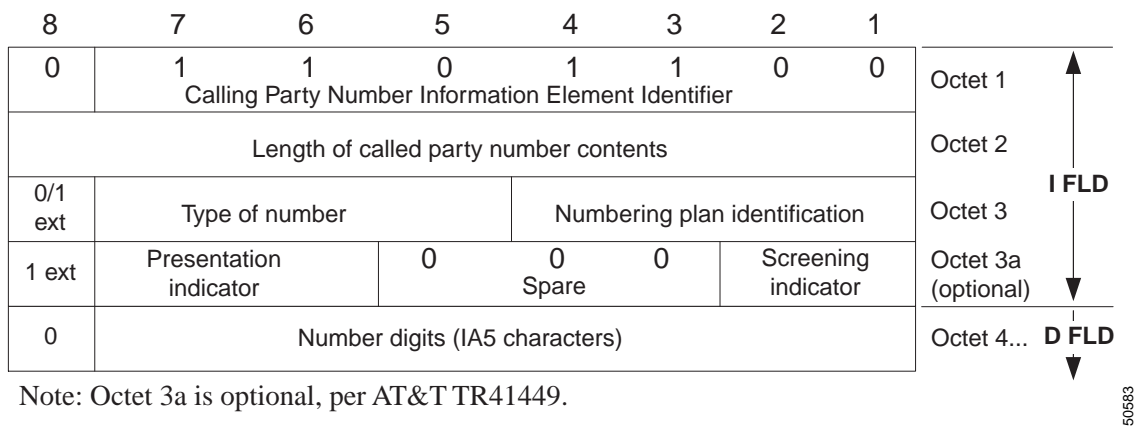 8 7 6 5 4 3 2 1
0 1 1 0 1 1 0 0 Octet 1
Calling Party Number Information Element Identifier
Length of called party number contents Octet 2
I FLD
0/1
ext
Type of number Numbering plan identification Octet 3
1 ext
Presentation
indicator
0 0 0
Spare
Screening
indicator
Octet 3a
(optional)
0 Number digits (IA5 characters) Octet 4... D FLD
Note: Octet 3a is optional, per AT&T TR41449.
50583